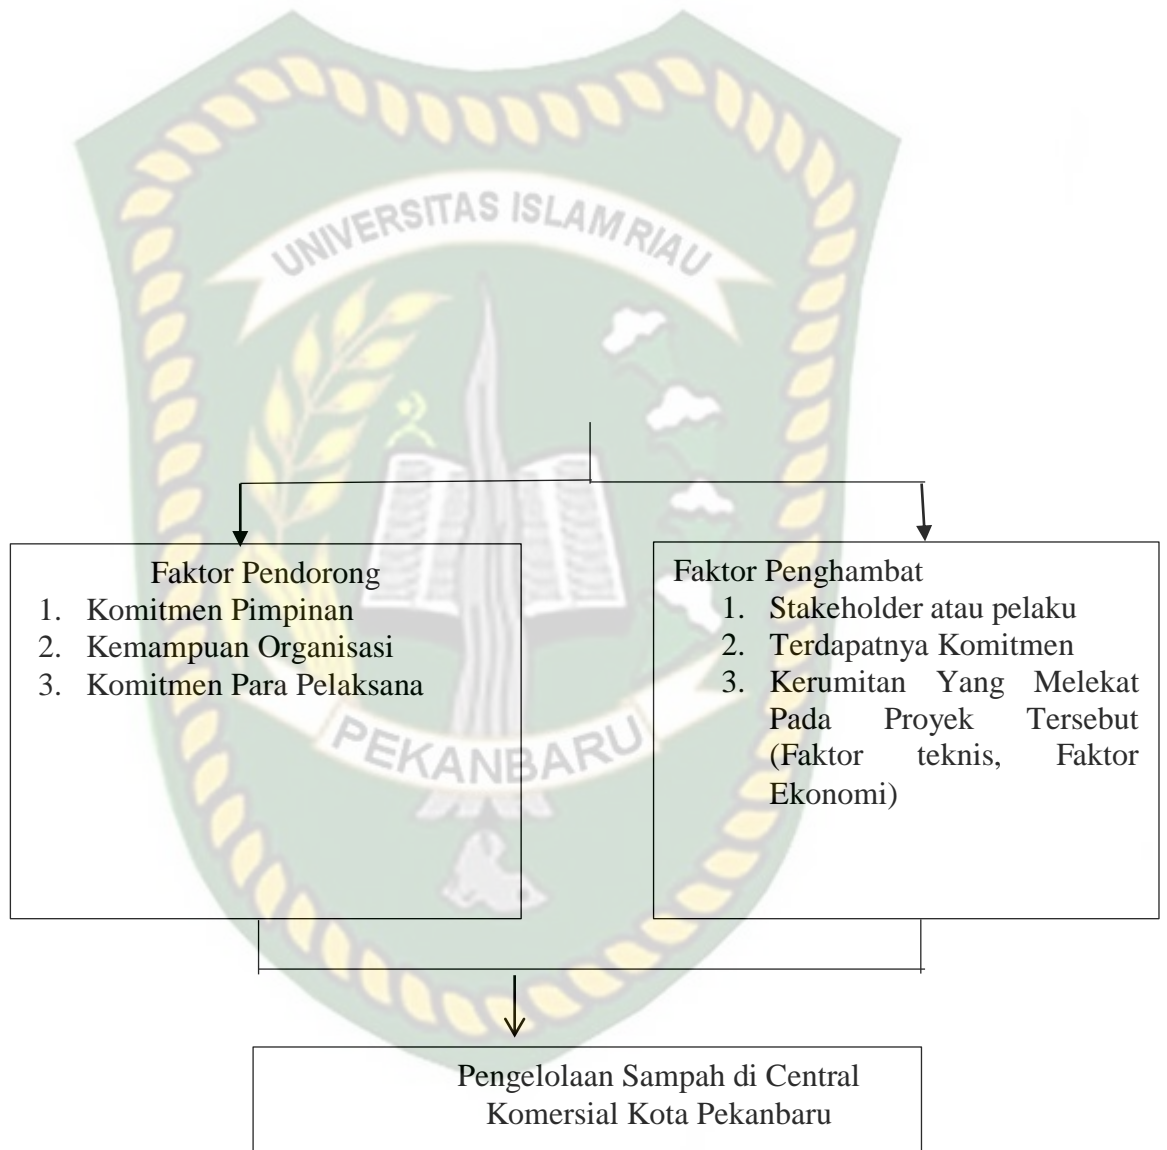 UNIVERSITAS ISLAM RIAU
PEKANBARU
Faktor Pendorong
1. Komitmen Pimpinan
2. Kemampuan Organisasi
3. Komitmen Para Pelaksana
Faktor Penghambat
1. Stakeholder atau pelaku
2. Terdapatnya Komitmen
3. Kerumitan Yang Melekat
Pada Proyek Tersebut
(Faktor teknis, Faktor
Ekonomi)
Pengelolaan Sampah di Central
Komersial Kota Pekanbaru